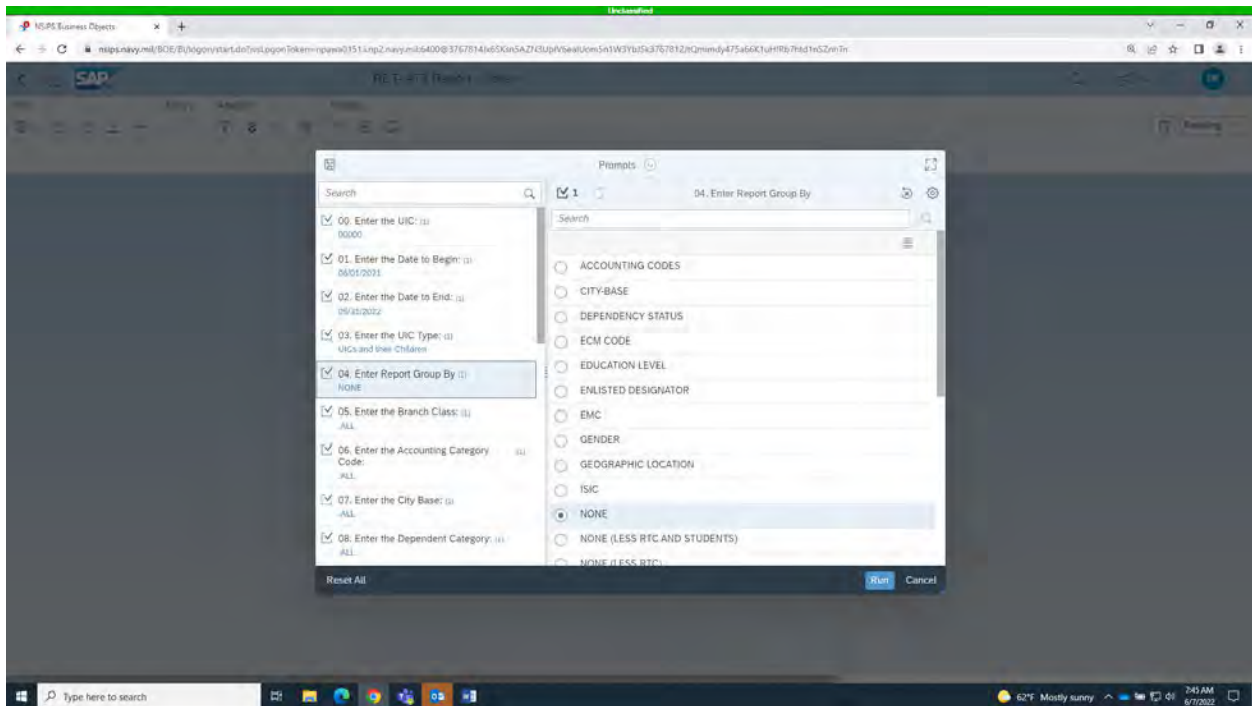 Unclassified
NSIPS Business Objects
SAP
Reading
Prompts
Search
00. Enter the UIC: (1)
00000
01. Enter the Date to Begin: (1)
06/01/2021
02. Enter the Date to End: (1)
05/31/2022
03. Enter the UIC Type: (1)
UICs and their Children
04. Enter Report Group By (1)
NONE
05. Enter the Branch Class: (1)
ALL
06. Enter the Accounting Category (1)
Code:
ALL
07. Enter the City Base: (1)
ALL
08. Enter the Dependent Category: (1)
ALL
1
04. Enter Report Group By
Search
ACCOUNTING CODES
CITY-BASE
DEPENDENCY STATUS
ECM CODE
EDUCATION LEVEL
ENLISTED DESIGNATOR
EMC
GENDER
GEOGRAPHIC LOCATION
ISIC
NONE
NONE (LESS RTC AND STUDENTS)
NONE (LESS RTC)
Reset All
Run
Cancel
Type here to search
62°F Mostly sunny
2:45 AM
6/7/2022